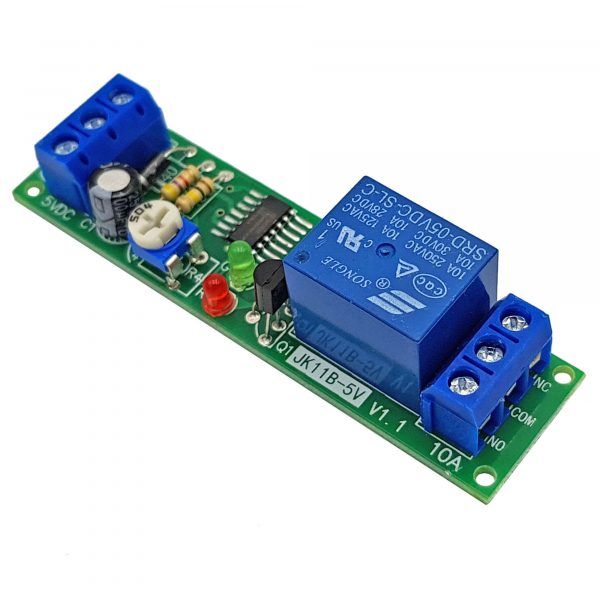 504
5VDC C1
R4
SONGLE
CQC
10A 250VAC 10A 125VAC
10A 30VDC 10A 28VDC
SRD-05VDC-SL-C
Q1
JK11B-5V
V1.1
NC
COM
NO
10A